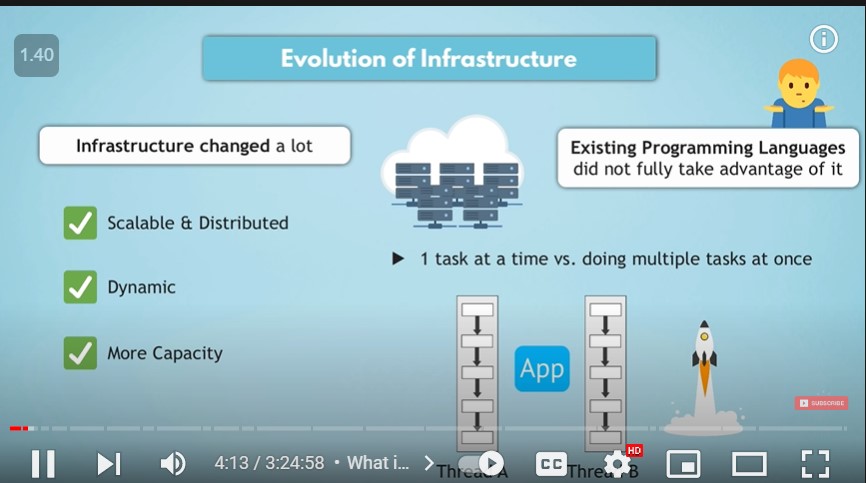 1.40
Evolution of Infrastructure
Infrastructure changed a lot
Existing Programming Languages
did not fully take advantage of it
Scalable & Distributed
1 task at a time vs. doing multiple tasks at once
Dynamic
More Capacity
App
SUBSCRIBE
4:13 / 3:24:58 • What i...
CC
HD